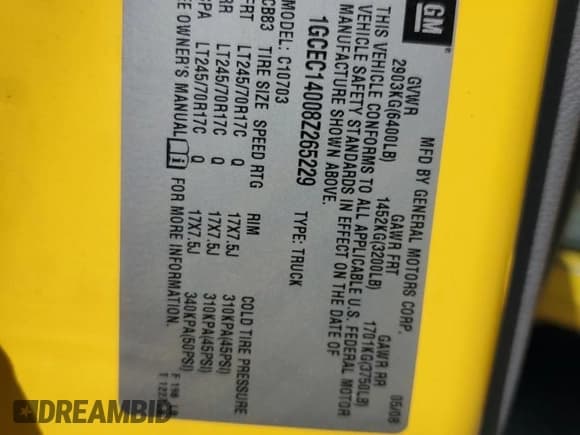 GM
MFD BY GENERAL MOTORS CORP. 05/08
GVWR GAWR FRT GAWR RR
2903KG(6400LB) 1452KG(3200LB) 1701KG(3750LB)
THIS VEHICLE CONFORMS TO ALL APPLICABLE U.S. FEDERAL MOTOR
VEHICLE SAFETY STANDARDS IN EFFECT ON THE DATE OF
MANUFACTURE SHOWN ABOVE.
1GCEC14008Z265229 TYPE: TRUCK
MODEL: C10703
CB83 TIRE SIZE SPEED RTG RIM COLD TIRE PRESSURE
FRT LT245/70R17C Q 17X7.5J 310KPA(45PSI)
RR LT245/70R17C Q 17X7.5J 310KPA(45PSI)
SPA LT245/70R17C Q 17X7.5J 340KPA(50PSI)
SEE OWNER'S MANUAL i FOR MORE INFORMATION.
DREAMBID